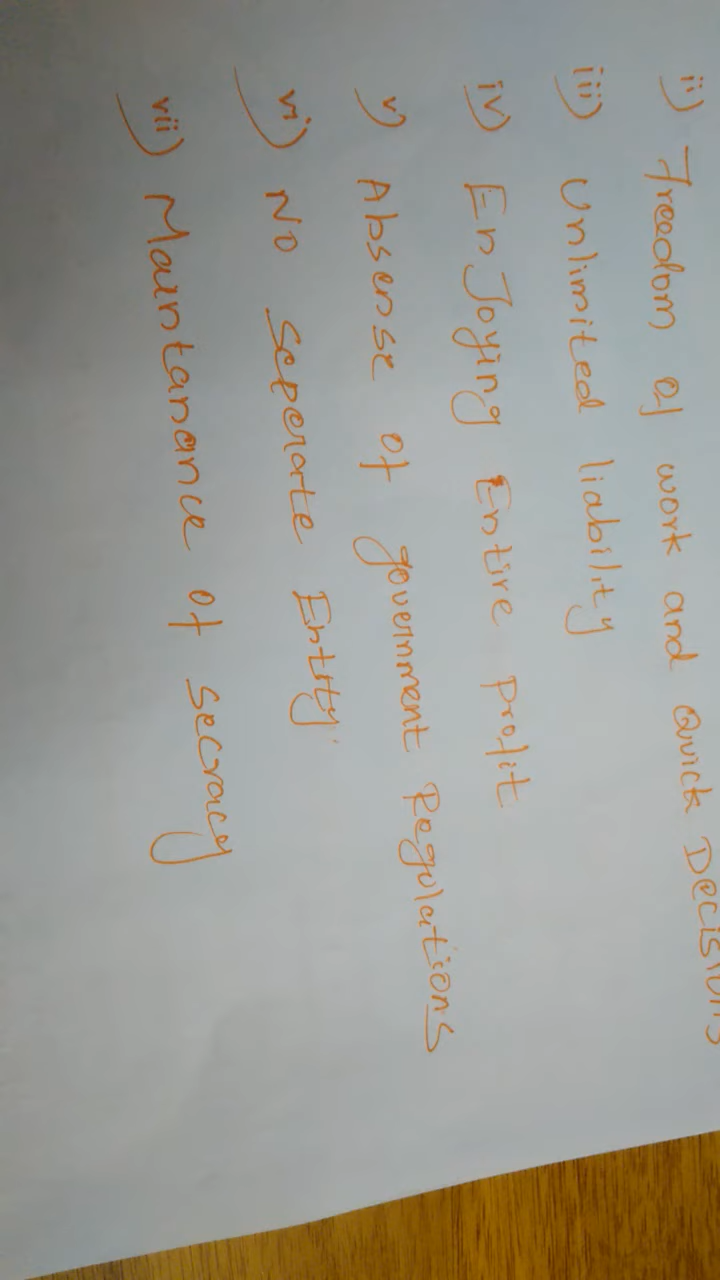 ii) Freedom of work and Quick Decisions
iii) Unlimited liability
iv) EnJoying Entire profit
v) Absense of government Regulations
vi) No seperate Entity
vii) Maintanance of secracy